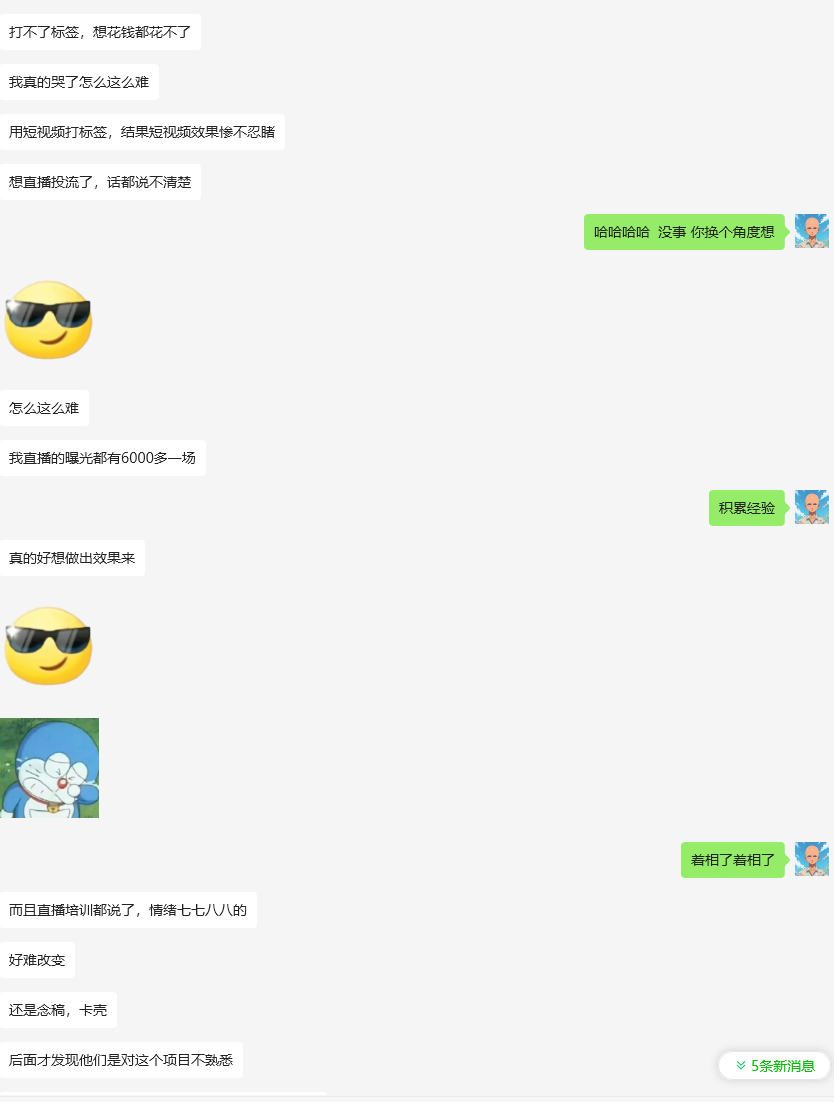 打不了标签，想花钱都花不了
我真的哭了怎么这么难
用短视频打标签，结果短视频效果惨不忍睹
想直播投流了，话都说不清楚
哈哈哈哈  没事 你换个角度想
怎么这么难
我直播的曝光都有6000多一场
积累经验
真的好想做出效果来
着相了着相了
而且直播培训都说了，情绪七七八八的
好难改变
还是念稿，卡壳
后面才发现他们是对这个项目不熟悉
5条新消息